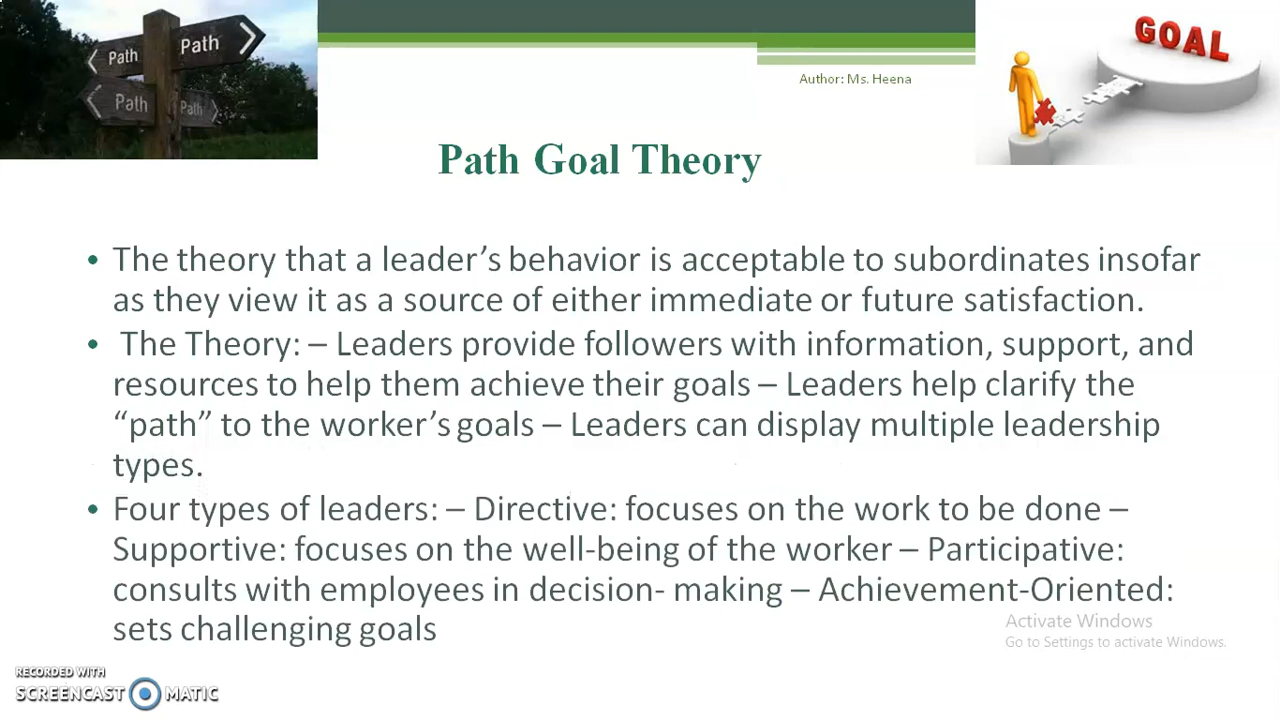 Path
Path
Path
Path
GOAL
Author: Ms. Heena
Path Goal Theory
• The theory that a leader’s behavior is acceptable to subordinates insofar
as they view it as a source of either immediate or future satisfaction.
• The Theory: – Leaders provide followers with information, support, and
resources to help them achieve their goals – Leaders help clarify the
“path” to the worker’s goals – Leaders can display multiple leadership
types.
• Four types of leaders: – Directive: focuses on the work to be done –
Supportive: focuses on the well-being of the worker – Participative:
consults with employees in decision- making – Achievement-Oriented:
sets challenging goals
Activate Windows
Go to Settings to activate Windows.
RECORDED WITH
SCREENCAST MATIC